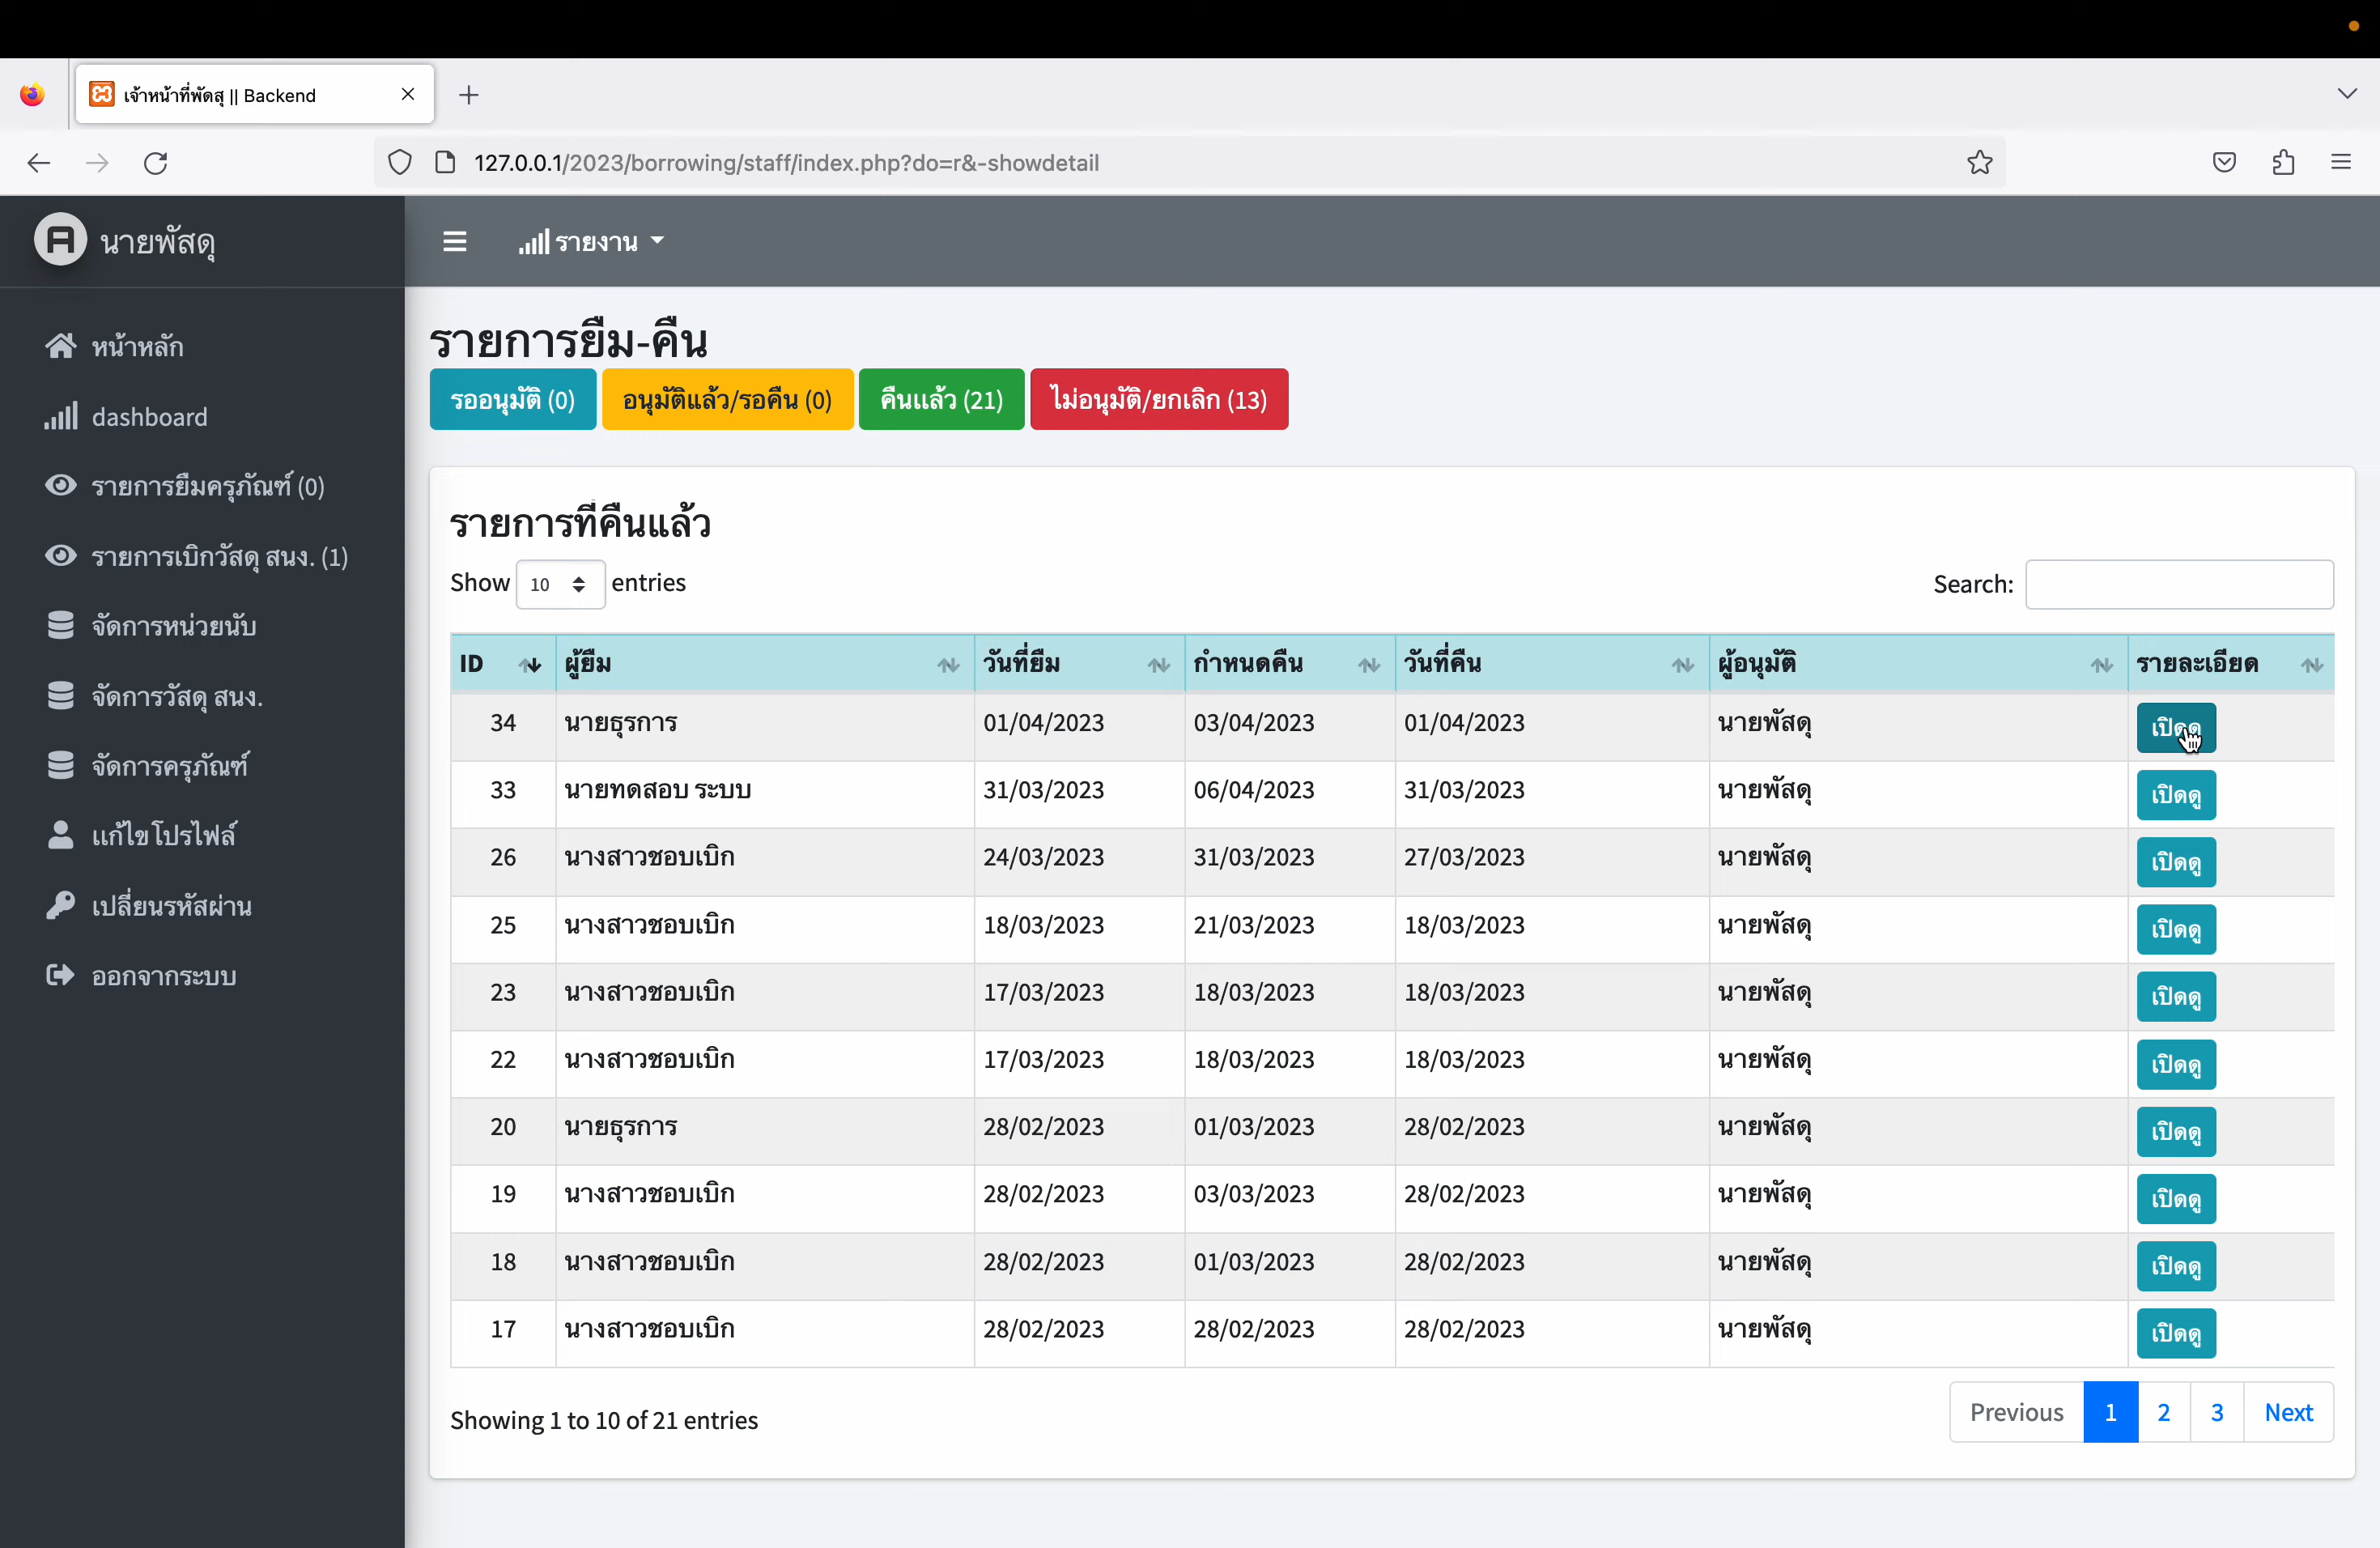 เจ้าหน้าที่พัดสุ || Backend
127.0.0.1/2023/borrowing/staff/index.php?do=r&-showdetail
นายพัสดุ
รายงาน
หน้าหลัก
dashboard
รายการยืมครุภัณฑ์ (0)
รายการเบิกวัสดุ สนง. (1)
จัดการหน่วยนับ
จัดการวัสดุ สนง.
จัดการครุภัณฑ์
แก้ไขโปรไฟล์
เปลี่ยนรหัสผ่าน
ออกจากระบบ
รายการยืม-คืน
รออนุมัติ (0) อนุมัติแล้ว/รอคืน (0) คืนแล้ว (21) ไม่อนุมัติ/ยกเลิก (13)
รายการที่คืนแล้ว
Show 10 entries Search:
ID ผู้ยืม วันที่ยืม กำหนดคืน วันที่คืน ผู้อนุมัติ รายละเอียด
34 นายธุรการ 01/04/2023 03/04/2023 01/04/2023 นายพัสดุ เปิดดู
33 นายทดสอบ ระบบ 31/03/2023 06/04/2023 31/03/2023 นายพัสดุ เปิดดู
26 นางสาวชอบเบิก 24/03/2023 31/03/2023 27/03/2023 นายพัสดุ เปิดดู
25 นางสาวชอบเบิก 18/03/2023 21/03/2023 18/03/2023 นายพัสดุ เปิดดู
23 นางสาวชอบเบิก 17/03/2023 18/03/2023 18/03/2023 นายพัสดุ เปิดดู
22 นางสาวชอบเบิก 17/03/2023 18/03/2023 18/03/2023 นายพัสดุ เปิดดู
20 นายธุรการ 28/02/2023 01/03/2023 28/02/2023 นายพัสดุ เปิดดู
19 นางสาวชอบเบิก 28/02/2023 03/03/2023 28/02/2023 นายพัสดุ เปิดดู
18 นางสาวชอบเบิก 28/02/2023 01/03/2023 28/02/2023 นายพัสดุ เปิดดู
17 นางสาวชอบเบิก 28/02/2023 28/02/2023 28/02/2023 นายพัสดุ เปิดดู
Showing 1 to 10 of 21 entries Previous 1 2 3 Next